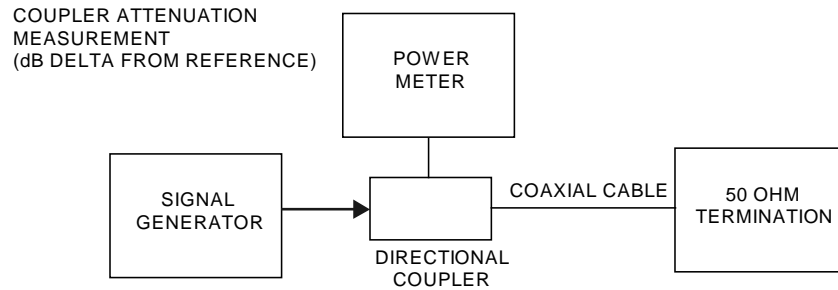 COUPLER ATTENUATION
MEASUREMENT
(dB DELTA FROM REFERENCE)
POWER
METER
SIGNAL
GENERATOR
COAXIAL CABLE
50 OHM
TERMINATION
DIRECTIONAL
COUPLER